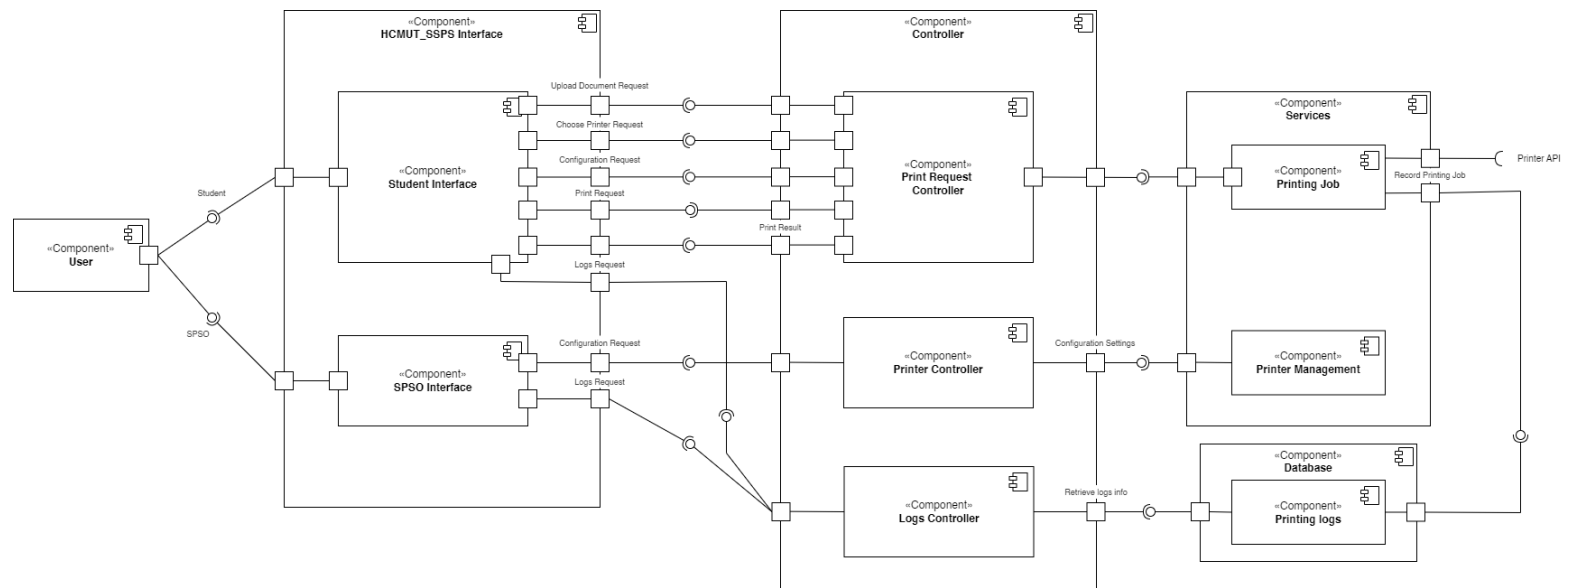 «Component»
HCMUT_SSPS Interface
«Component»
Controller
Upload Document Request
«Component»
Services
Choose Printer Request
Configuration Request
«Component»
Student Interface
«Component»
Print Request
Controller
«Component»
Printing Job
Printer API
Record Printing Job
Student
Print Request
Print Result
«Component»
User
Logs Request
SPSO
Configuration Request
Configuration Settings
«Component»
SPSO Interface
«Component»
Printer Controller
«Component»
Printer Management
Logs Request
«Component»
Database
Retrieve logs info
«Component»
Logs Controller
«Component»
Printing logs